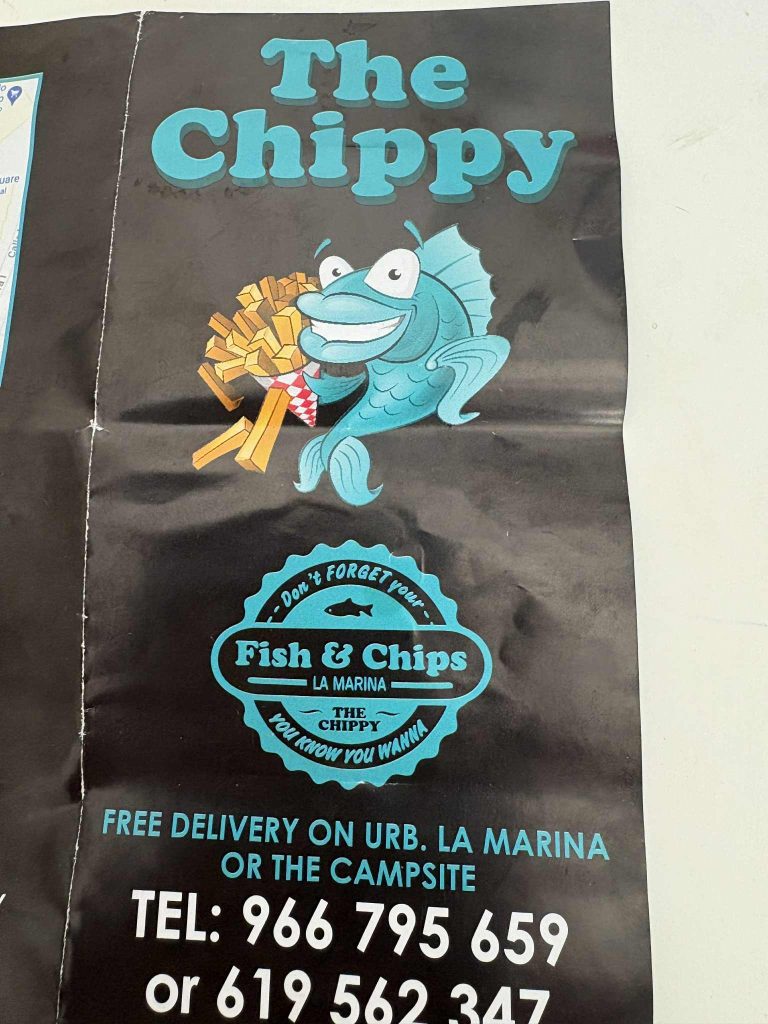 The
Chippy
Don't FORGET your
Fish & Chips
LA MARINA
THE
CHIPPY
YOU KNOW YOU WANNA
FREE DELIVERY ON URB. LA MARINA
OR THE CAMPSITE
TEL: 966 795 659
or 619 562 347